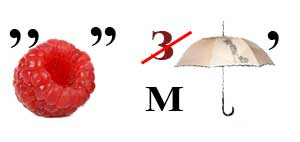 ,, ,, З ,
М